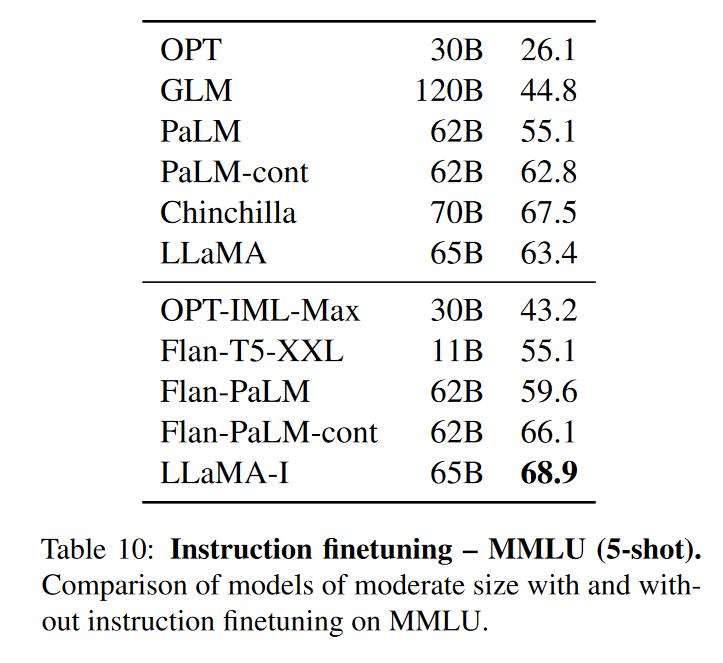 OPT 30B 26.1
GLM 120B 44.8
PaLM 62B 55.1
PaLM-cont 62B 62.8
Chinchilla 70B 67.5
LLaMA 65B 63.4
OPT-IML-Max 30B 43.2
Flan-T5-XXL 11B 55.1
Flan-PaLM 62B 59.6
Flan-PaLM-cont 62B 66.1
LLaMA-I 65B 68.9
Table 10: Instruction finetuning – MMLU (5-shot).
Comparison of models of moderate size with and with-
out instruction finetuning on MMLU.